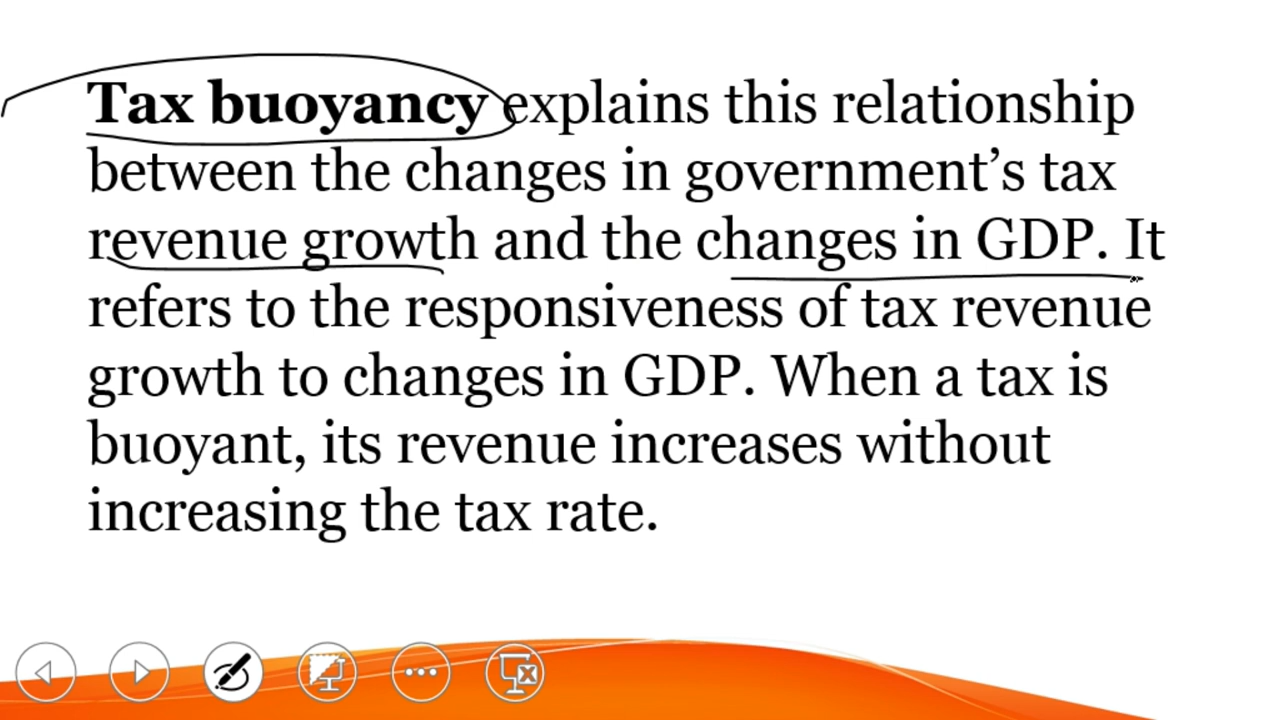 Tax buoyancy explains this relationship
between the changes in government’s tax
revenue growth and the changes in GDP. It
refers to the responsiveness of tax revenue
growth to changes in GDP. When a tax is
buoyant, its revenue increases without
increasing the tax rate.